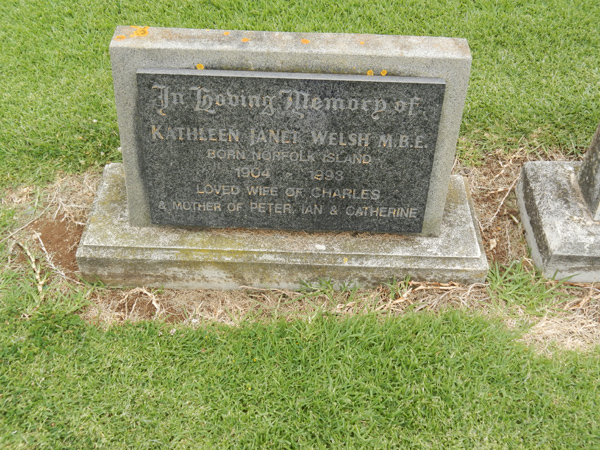 In Loving Memory of
KATHLEEN JANET WELSH M.B.E.
BORN NORFOLK ISLAND
1904 - 1993
LOVED WIFE OF CHARLES
& MOTHER OF PETER, IAN & CATHERINE